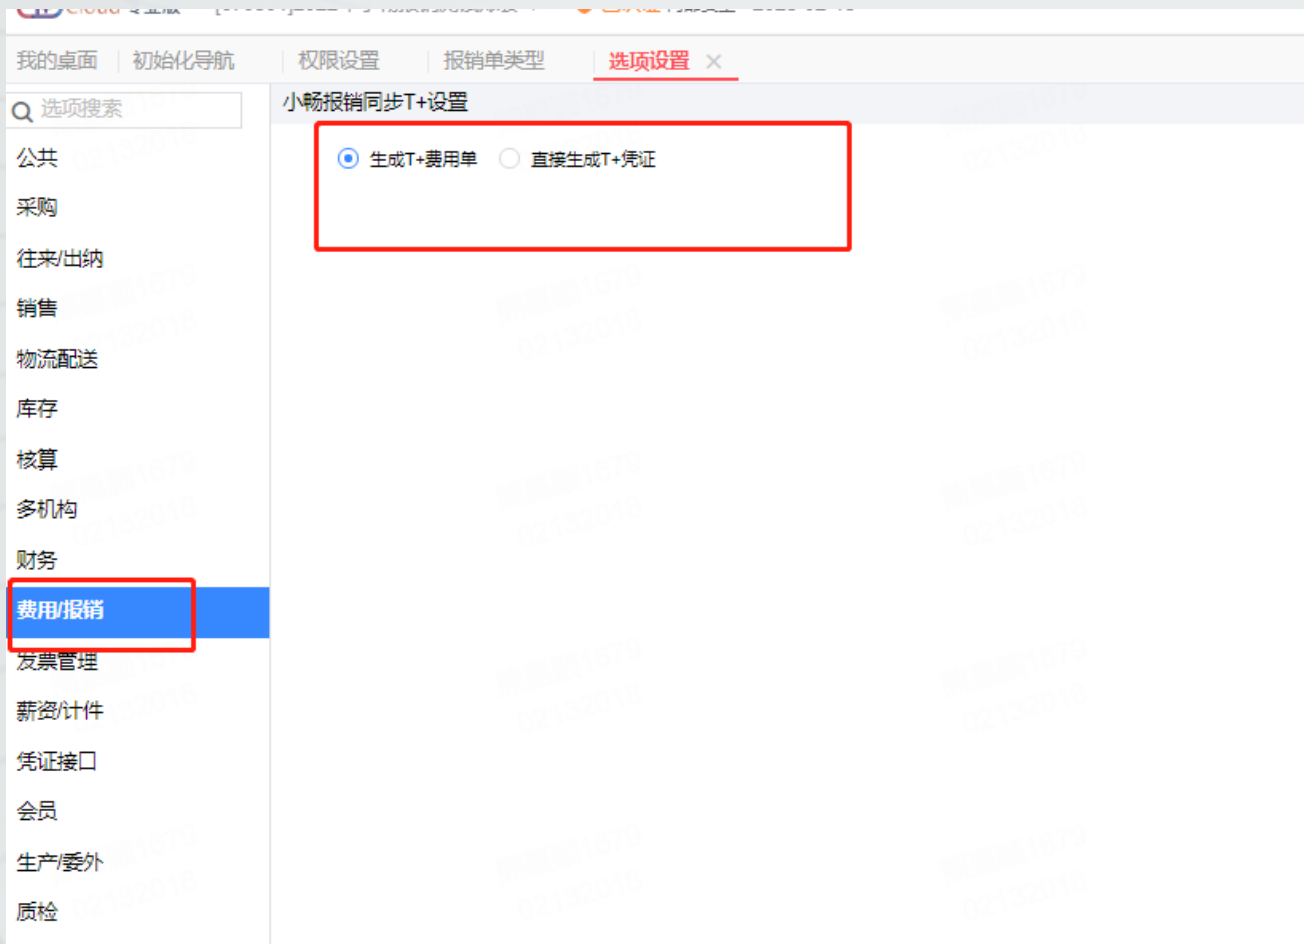 我的桌面 初始化导航 权限设置 报销单类型 选项设置
选项搜索
小畅报销同步T+设置
生成T+费用单 直接生成T+凭证
公共
采购
往来/出纳
销售
物流配送
库存
核算
多机构
财务
费用/报销
发票管理
薪资/计件
凭证接口
会员
生产/委外
质检